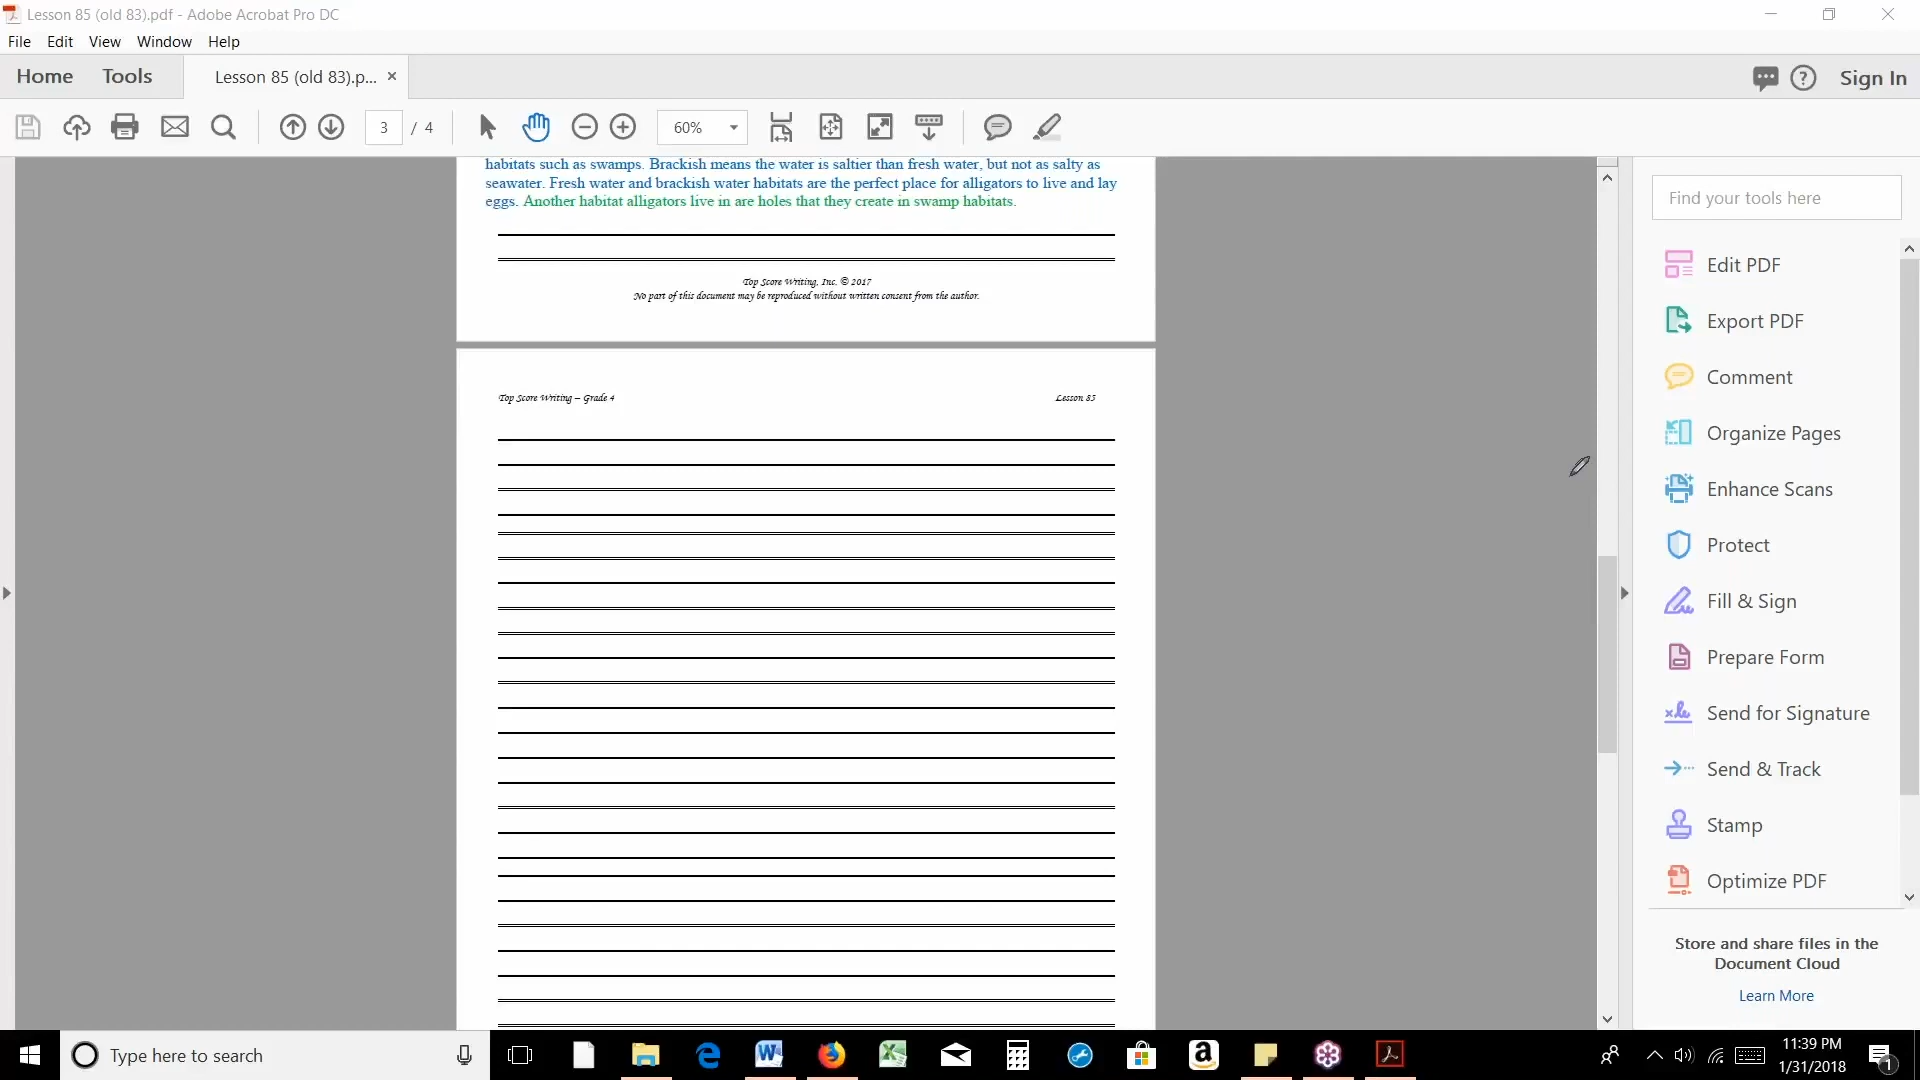 Lesson 85 (old 83).pdf - Adobe Acrobat Pro DC
File Edit View Window Help
Home Tools Lesson 85 (old 83).p... × Sign In
3 / 4 60%
habitats such as swamps. Brackish means the water is saltier than fresh water, but not as salty as
seawater. Fresh water and brackish water habitats are the perfect place for alligators to live and lay
eggs. Another habitat alligators live in are holes that they create in swamp habitats.
Top Score Writing, Inc. © 2017
No part of this document may be reproduced without written consent from the author.
Top Score Writing – Grade 4 Lesson 85
Find your tools here
Edit PDF
Export PDF
Comment
Organize Pages
Enhance Scans
Protect
Fill & Sign
Prepare Form
Send for Signature
Send & Track
Stamp
Optimize PDF
Store and share files in the
Document Cloud
Learn More
Type here to search
11:39 PM
1/31/2018
1